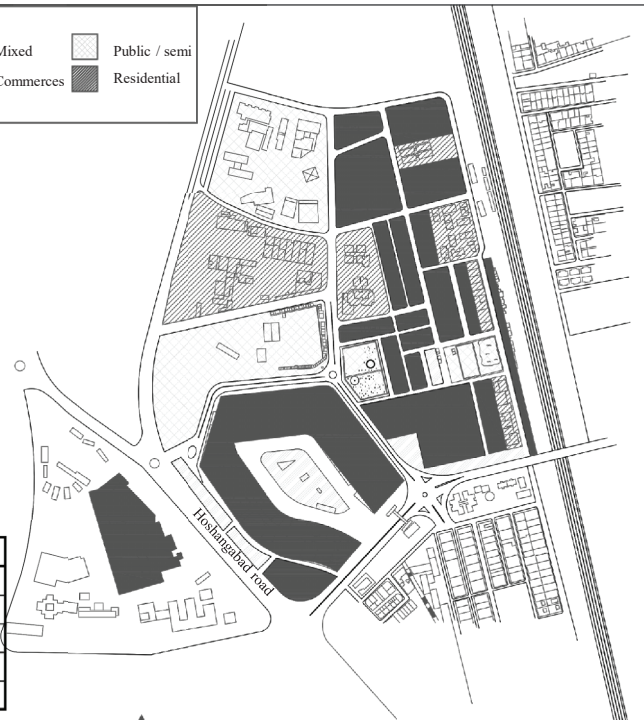 Mixed
Public / semi
Commerces
Residential
Hoshangabad road